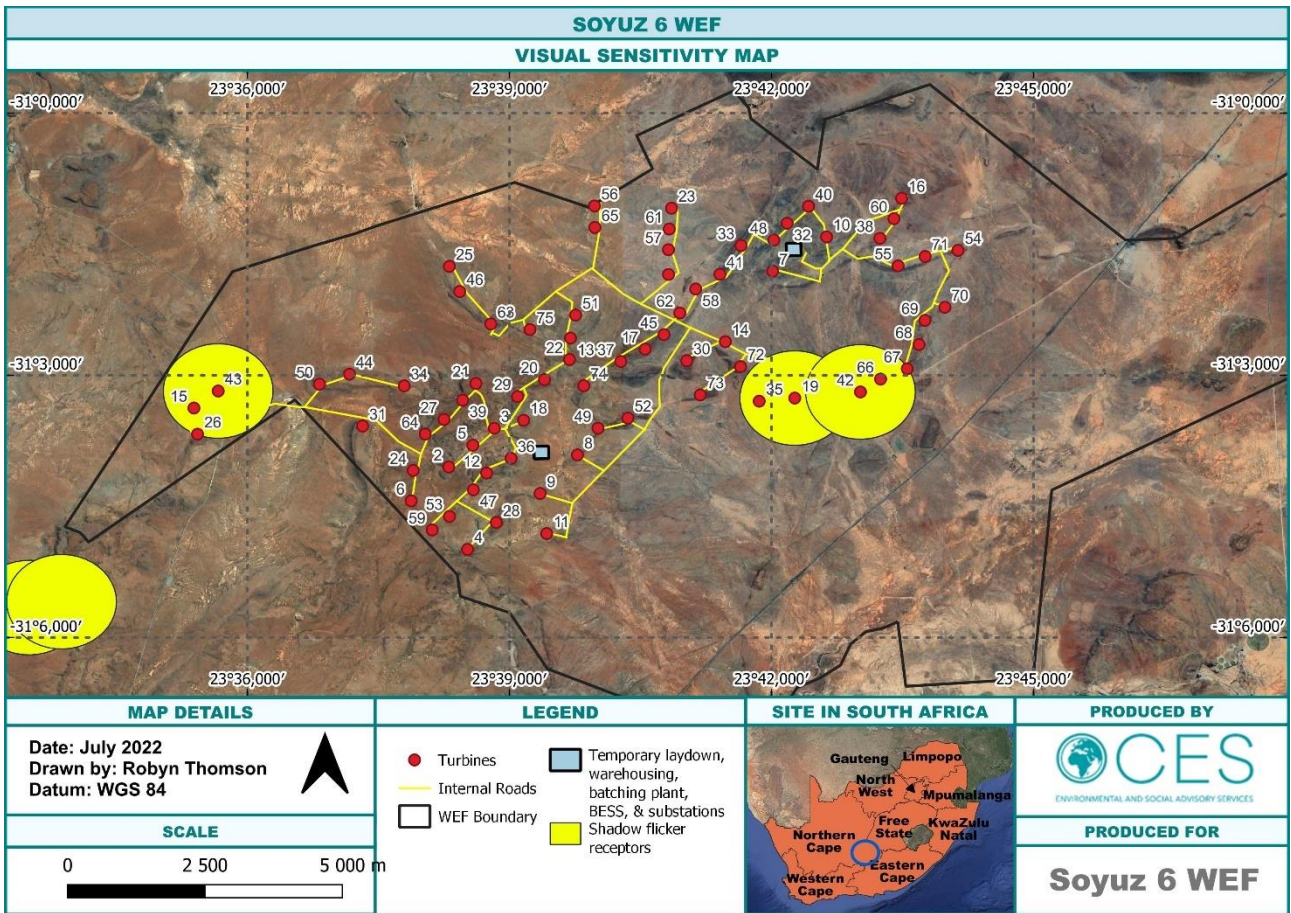 SOYUZ 6 WEF
VISUAL SENSITIVITY MAP
23°36,000′ 23°39,000′ 23°42,000′ 23°45,000′
-31°0,000′ -31°0,000′
56 23 40 16
65 61 48 60
33 32 10 38
57
25 7 71 54
46 41 55
63 75 51 62 58 69 70
45 14 68
22 13 37 17
30 72 67
-31°3,000′ -31°3,000′
50 44 34 21 29 20 74 73 66
15 43 35 19 42
26 31 27 39 3 18 49 52
64 5 36 8
24 2 12
6 53 47 9
59 28 11
4
-31°6,000′ -31°6,000′
23°36,000′ 23°39,000′ 23°42,000′ 23°45,000′
MAP DETAILS
Date: July 2022
Drawn by: Robyn Thomson
Datum: WGS 84
SCALE
0 2 500 5 000 m
LEGEND
Turbines
Internal Roads
WEF Boundary
Temporary laydown,
warehousing,
batching plant,
BESS, & substations
Shadow flicker
receptors
SITE IN SOUTH AFRICA
Gauteng
Limpopo
North
West
Mpumalanga
Free
State
KwaZulu
Natal
Northern
Cape
Eastern
Cape
Western
Cape
PRODUCED BY
CES
ENVIRONMENTAL AND SOCIAL ADVISORY SERVICES
PRODUCED FOR
Soyuz 6 WEF